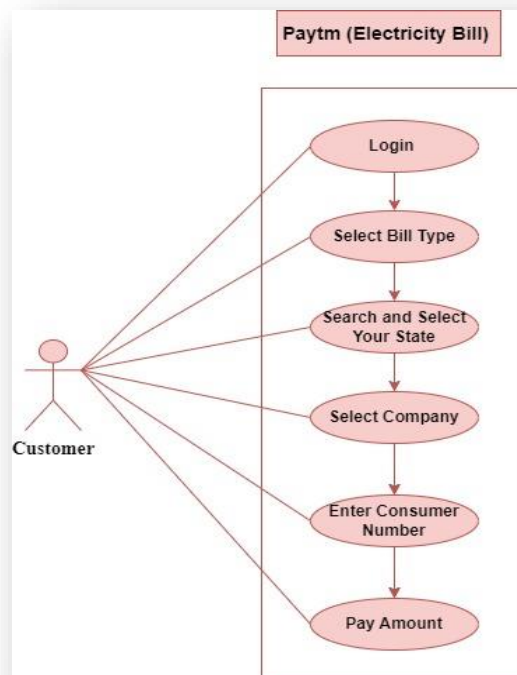 Paytm (Electricity Bill)
Login
Select Bill Type
Search and Select
Your State
Select Company
Customer
Enter Consumer
Number
Pay Amount